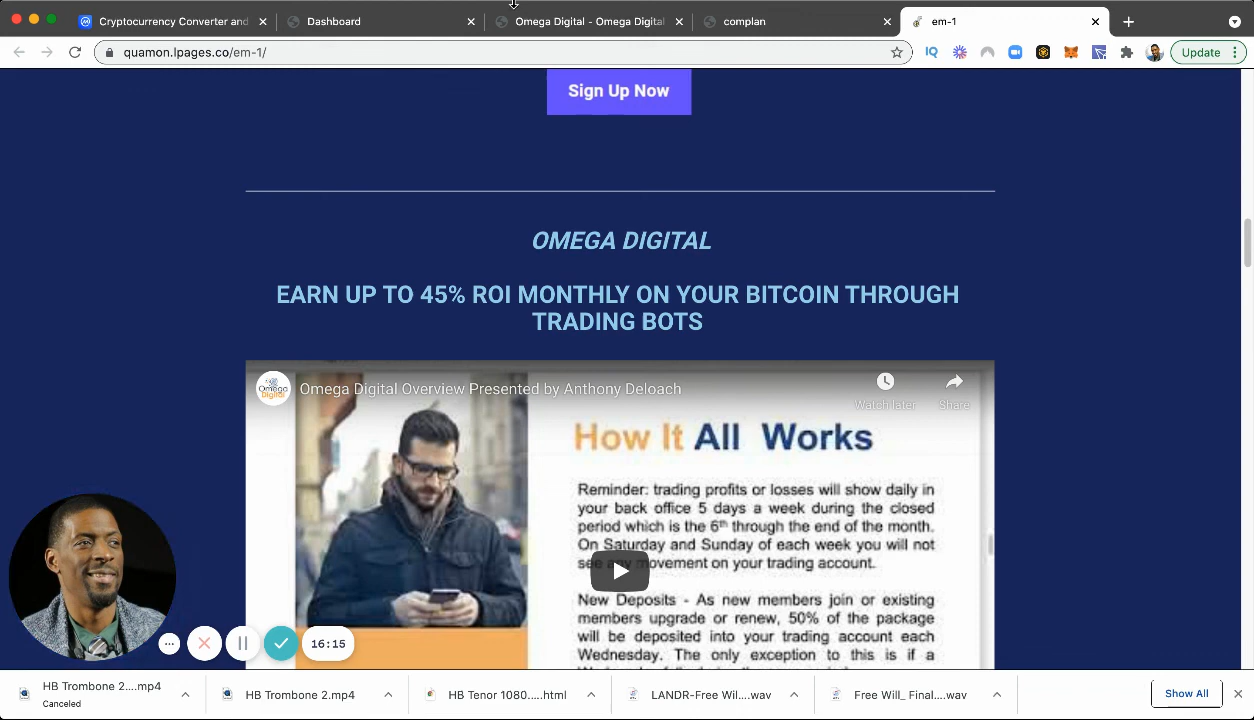 Cryptocurrency Converter and
Dashboard
Omega Digital - Omega Digital
complan
em-1
quamon.lpages.co/em-1/
IQ
Update
Sign Up Now
OMEGA DIGITAL
EARN UP TO 45% ROI MONTHLY ON YOUR BITCOIN THROUGH
TRADING BOTS
Omega
Digital
Omega Digital Overview Presented by Anthony Deloach
Watch later
Share
How It All Works
Reminder: trading profits or losses will show daily in
your back office 5 days a week during the closed
period which is the 6th through the end of the month.
On Saturday and Sunday of each week you will not
see any movement on your trading account.
New Deposits - As new members join or existing
members upgrade or renew, 50% of the package
will be deposited into your trading account each
Wednesday. The only exception to this is if a
16:15
HB Trombone 2....mp4
Canceled
HB Trombone 2.mp4
HB Tenor 1080.....html
LANDR-Free Wil....wav
Free Will_ Final....wav
Show All